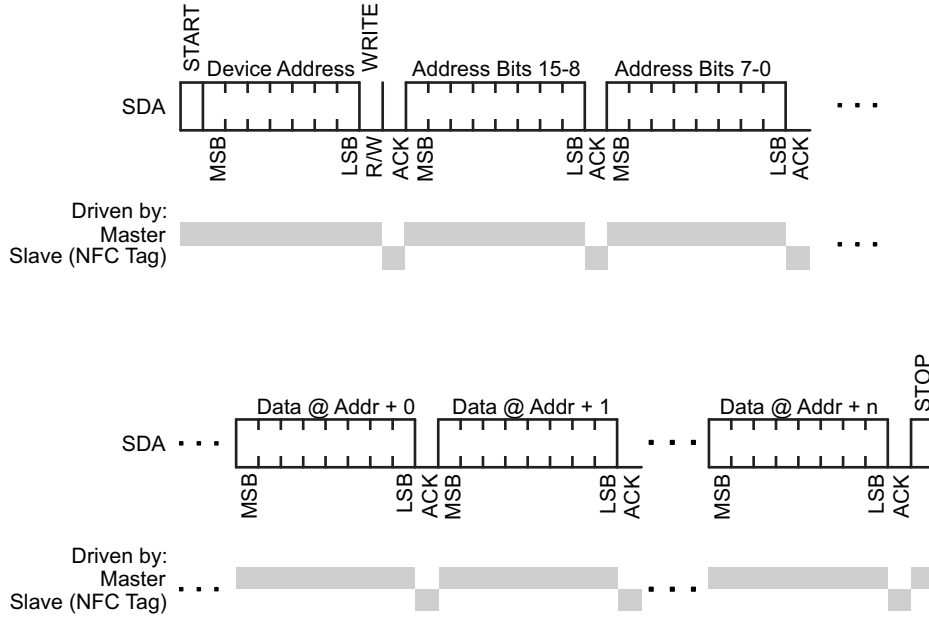 START
WRITE
Device Address
Address Bits 15-8
Address Bits 7-0
SDA
. . .
MSB
LSB
R/W
ACK
MSB
LSB
ACK
MSB
LSB
ACK
Driven by:
Master
Slave (NFC Tag)
. . .
STOP
Data @ Addr + 0
Data @ Addr + 1
Data @ Addr + n
SDA
. . .
. . .
MSB
LSB
ACK
MSB
LSB
ACK
MSB
LSB
ACK
Driven by:
Master
Slave (NFC Tag)
. . .
. . .